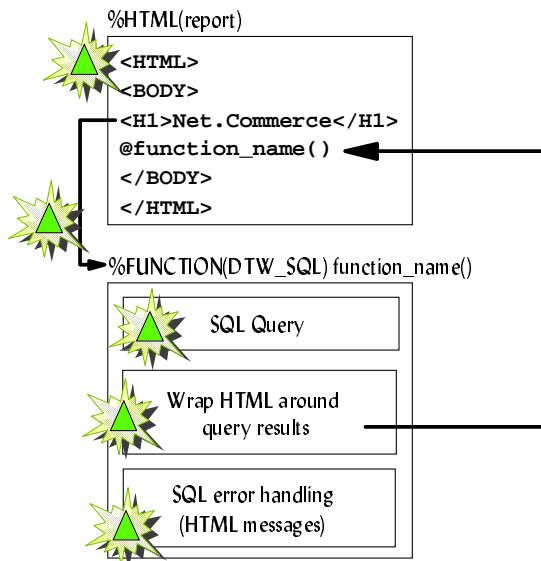 %HTML(report)
<HTML>
<BODY>
<H1>Net.Commerce</H1>
@function_name()
</BODY>
</HTML>
%FUNCTION(DTW_SQL) function_name()
SQL Query
Wrap HTML around
query results
SQL error handling
(HTML messages)